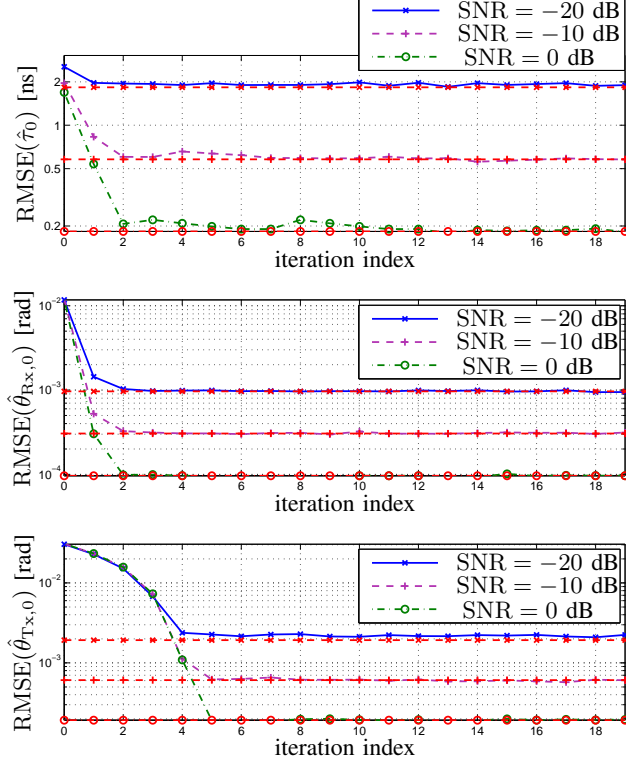 SNR = −20 dB
SNR = −10 dB
SNR = 0 dB
RMSE(τ̂₀) [ns]
2
1
0.5
0.2
0 2 4 6 8 10 12 14 16 18
iteration index
SNR = −20 dB
SNR = −10 dB
SNR = 0 dB
RMSE(θ̂Rx,0) [rad]
10⁻²
10⁻³
10⁻⁴
0 2 4 6 8 10 12 14 16 18
iteration index
SNR = −20 dB
SNR = −10 dB
SNR = 0 dB
RMSE(θ̂Tx,0) [rad]
10⁻²
10⁻³
0 2 4 6 8 10 12 14 16 18
iteration index